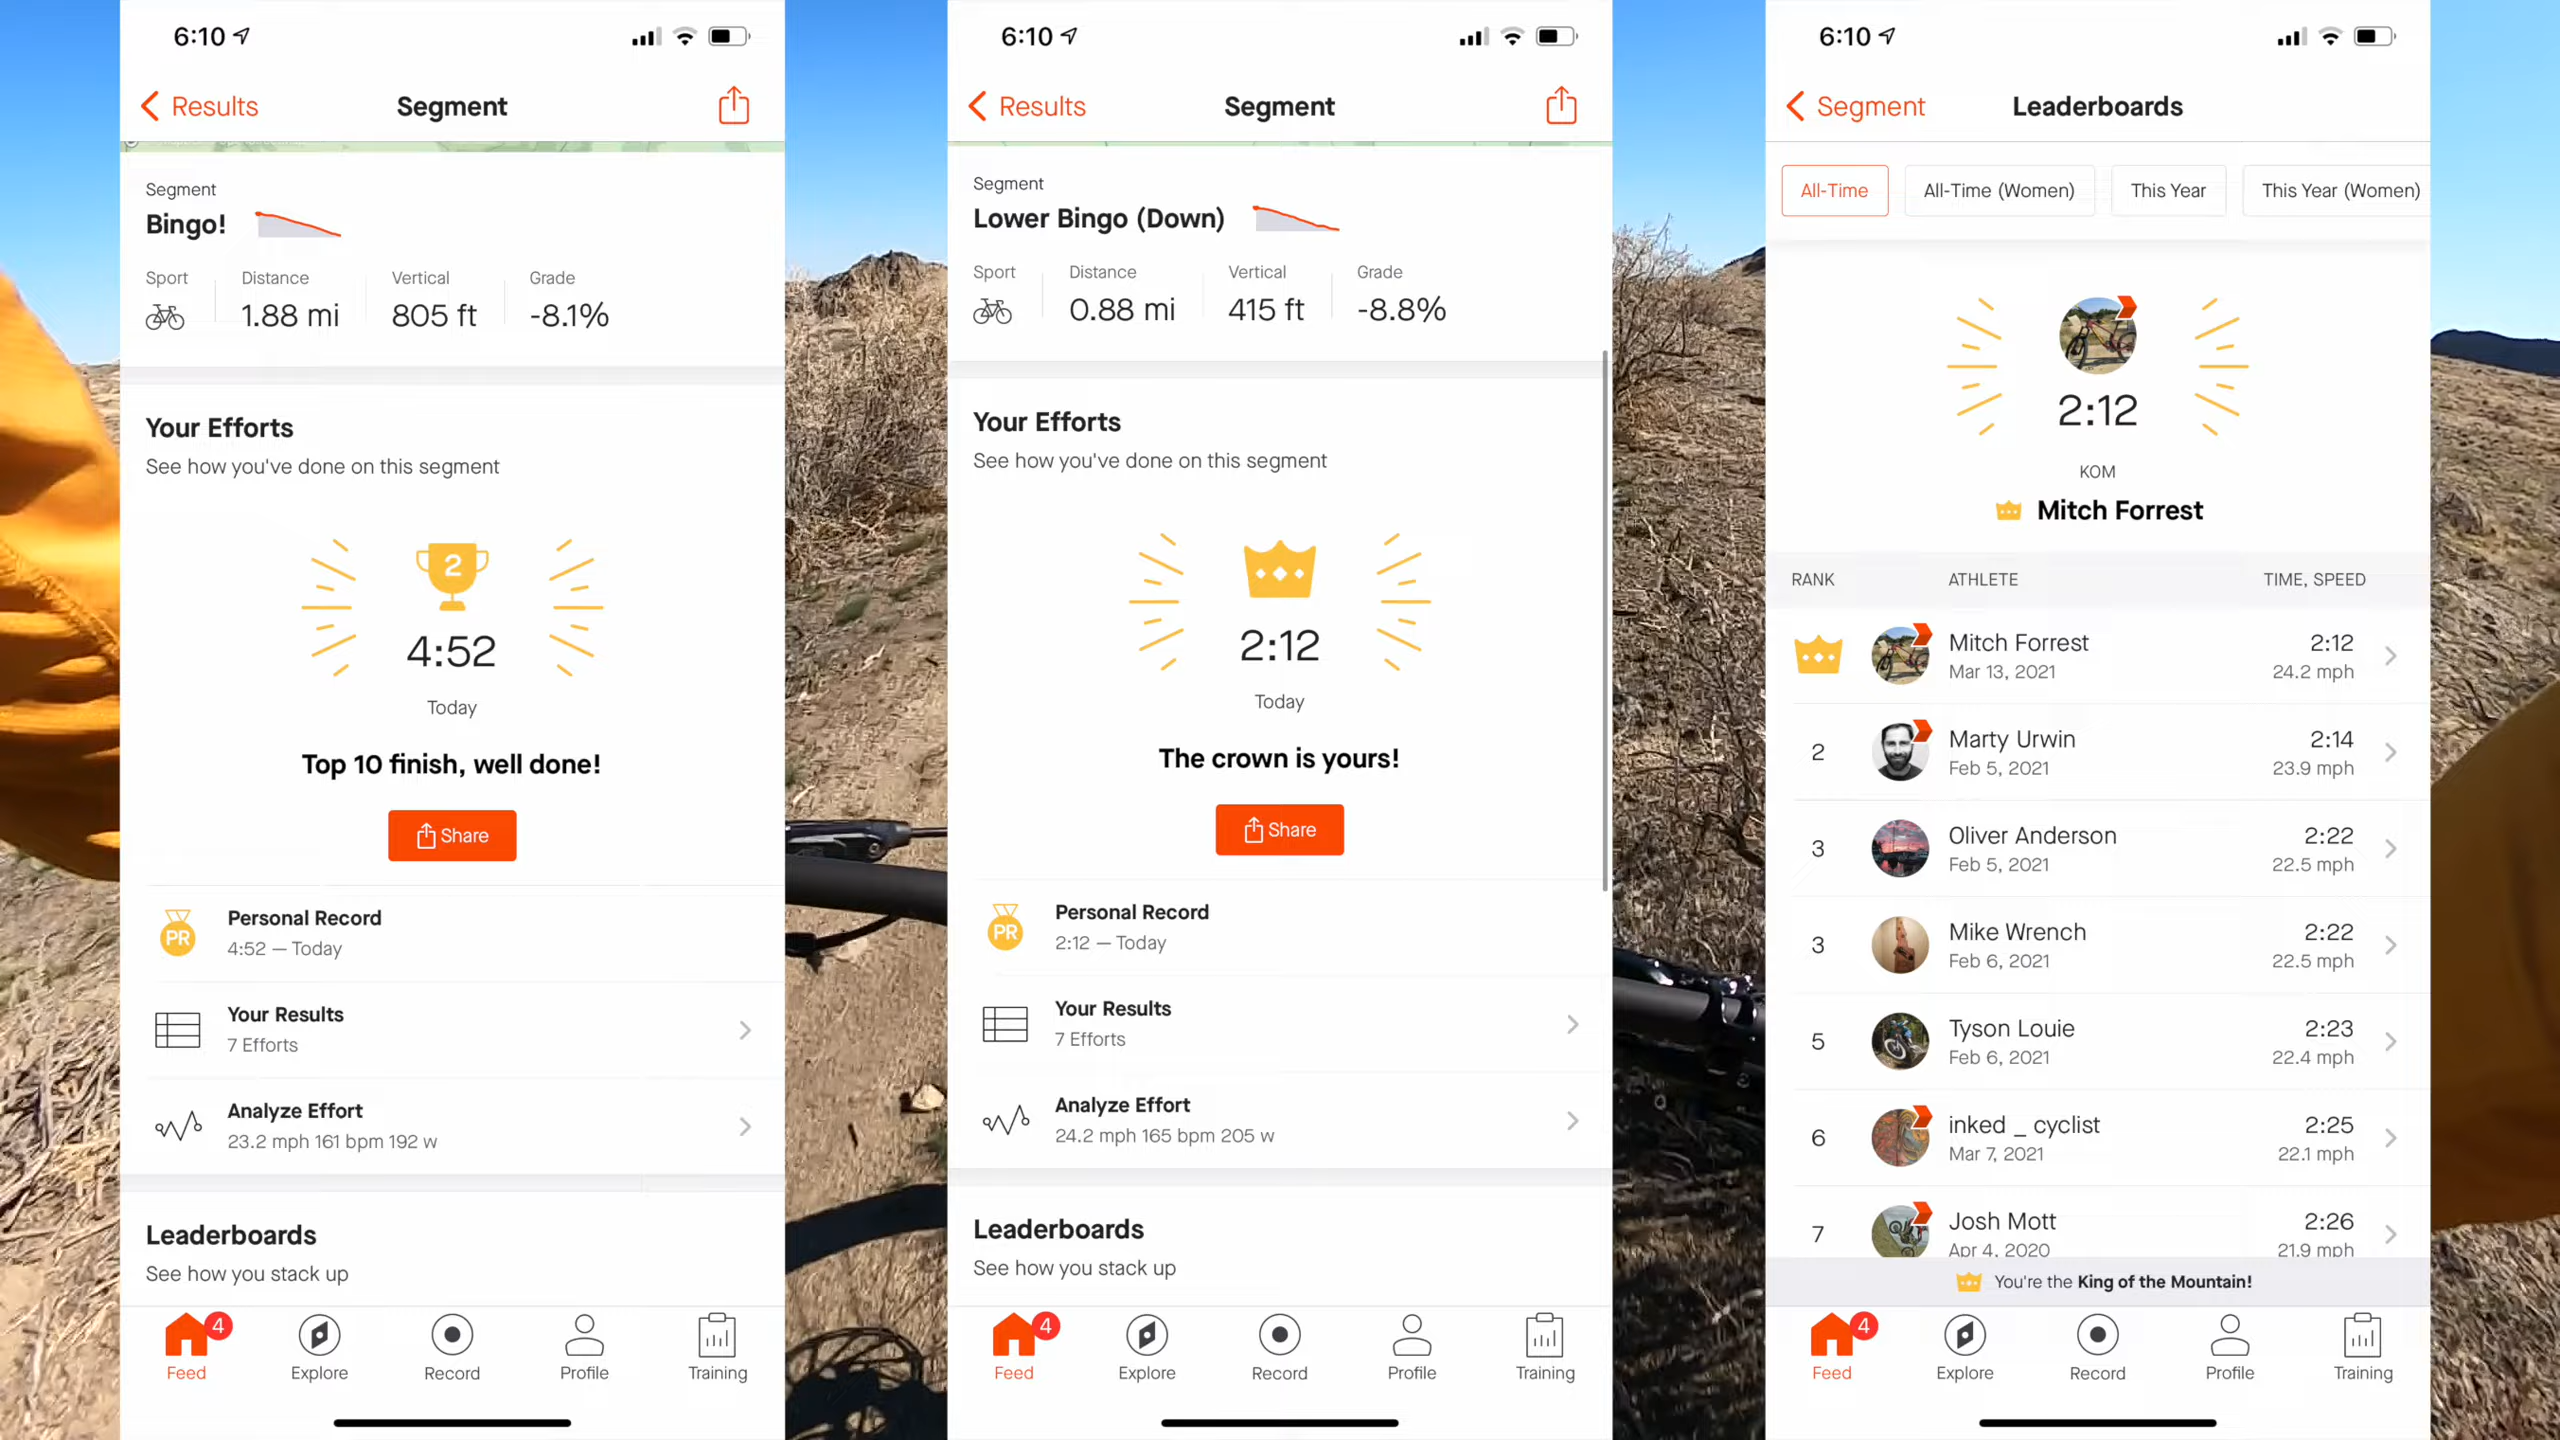 6:10
Results
Segment
Segment
Bingo!
Sport
Distance
Vertical
Grade
1.88 mi
805 ft
-8.1%
Your Efforts
See how you've done on this segment
2
4:52
Today
Top 10 finish, well done!
Share
PR
Personal Record
4:52 — Today
Your Results
7 Efforts
Analyze Effort
23.2 mph 161 bpm 192 w
Leaderboards
See how you stack up
4
Feed
Explore
Record
Profile
Training
6:10
Results
Segment
Segment
Lower Bingo (Down)
Sport
Distance
Vertical
Grade
0.88 mi
415 ft
-8.8%
Your Efforts
See how you've done on this segment
2:12
Today
The crown is yours!
Share
PR
Personal Record
2:12 — Today
Your Results
7 Efforts
Analyze Effort
24.2 mph 165 bpm 205 w
Leaderboards
See how you stack up
4
Feed
Explore
Record
Profile
Training
6:10
Segment
Leaderboards
All-Time
All-Time (Women)
This Year
This Year (Women)
2:12
KOM
Mitch Forrest
RANK ATHLETE TIME, SPEED
Mitch Forrest 2:12
Mar 13, 2021 24.2 mph
2 Marty Urwin 2:14
Feb 5, 2021 23.9 mph
3 Oliver Anderson 2:22
Feb 5, 2021 22.5 mph
3 Mike Wrench 2:22
Feb 6, 2021 22.5 mph
5 Tyson Louie 2:23
Feb 6, 2021 22.4 mph
6 inked _ cyclist 2:25
Mar 7, 2021 22.1 mph
7 Josh Mott 2:26
Apr 4, 2020 21.9 mph
You're the King of the Mountain!
4
Feed
Explore
Record
Profile
Training